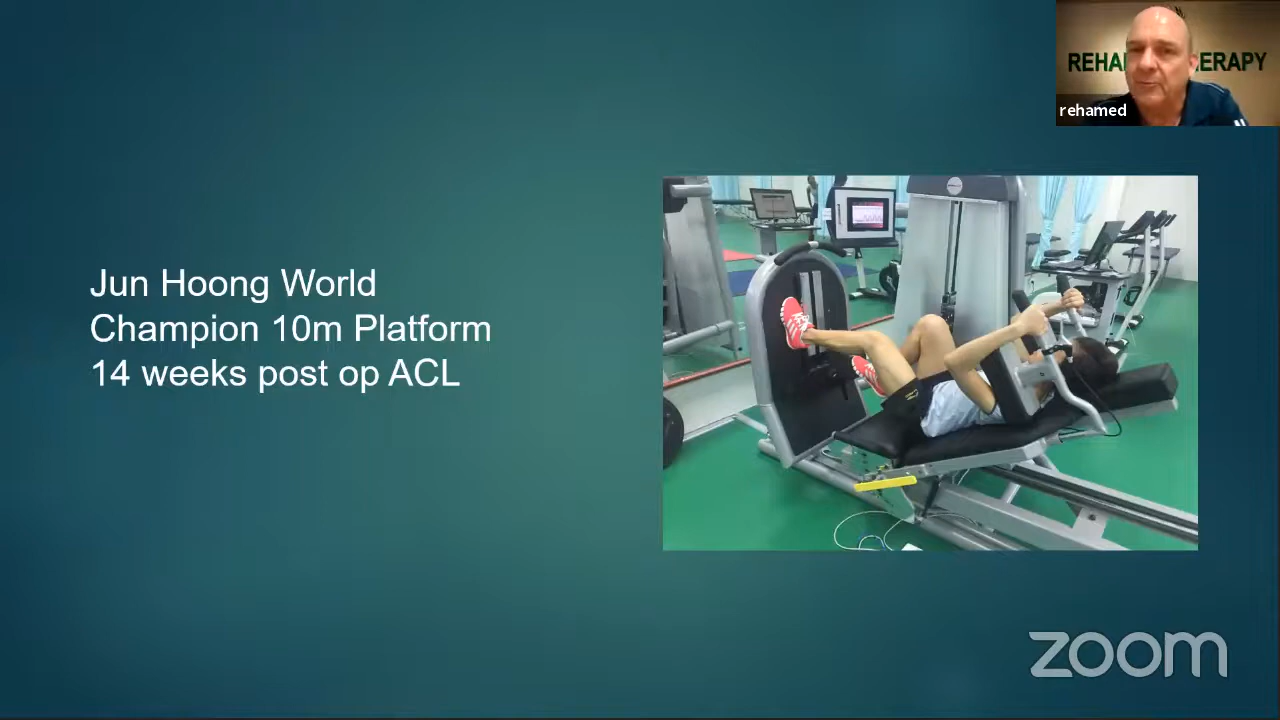 rehamed
Jun Hoong World
Champion 10m Platform
14 weeks post op ACL
zoom